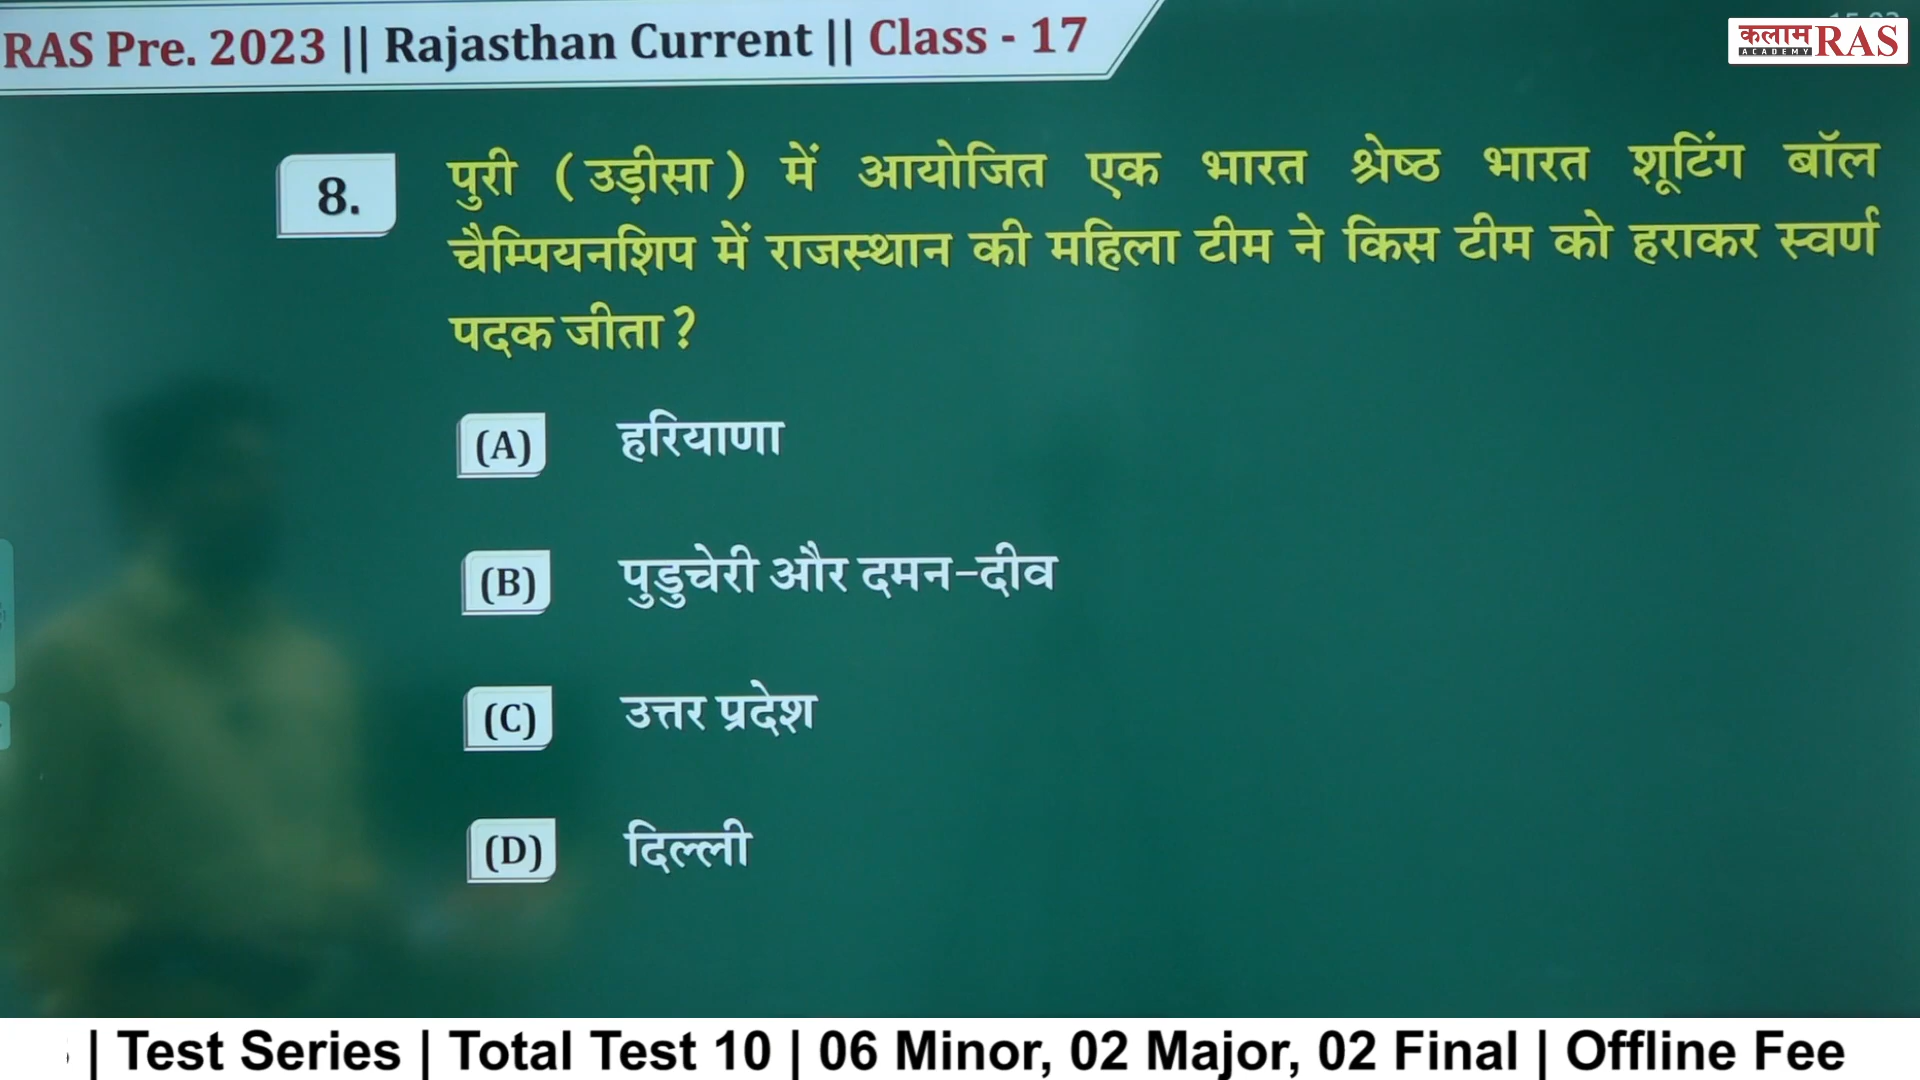 RAS Pre. 2023 || Rajasthan Current || Class - 17
कलाम RAS
ACADEMY
8. पुरी (उड़ीसा) में आयोजित एक भारत श्रेष्ठ भारत शूटिंग बॉल
चैम्पियनशिप में राजस्थान की महिला टीम ने किस टीम को हराकर स्वर्ण
पदक जीता?
(A) हरियाणा
(B) पुडुचेरी और दमन-दीव
(C) उत्तर प्रदेश
(D) दिल्ली
| Test Series | Total Test 10 | 06 Minor, 02 Major, 02 Final | Offline Fee